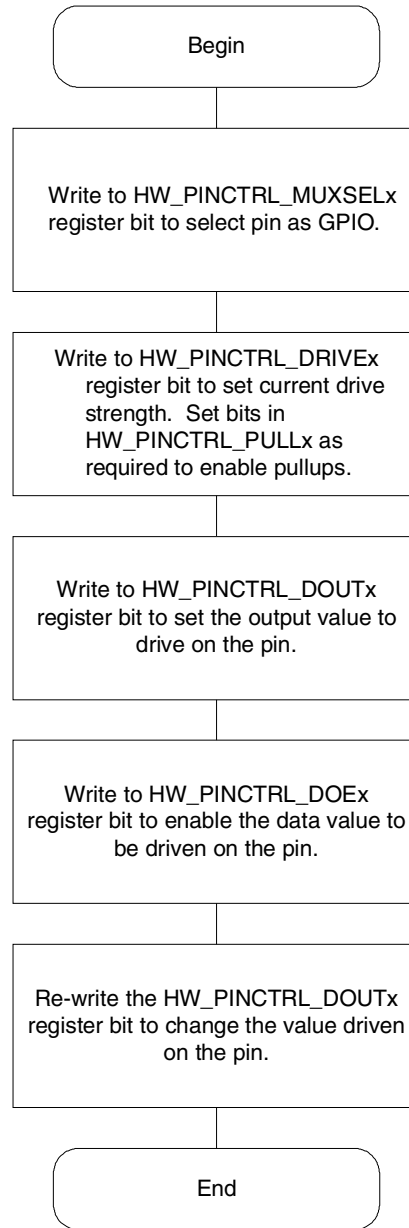 Begin
Write to HW_PINCTRL_MUXSELx
register bit to select pin as GPIO.
Write to HW_PINCTRL_DRIVEx
register bit to set current drive
strength.  Set bits in
HW_PINCTRL_PULLx as
required to enable pullups.
Write to HW_PINCTRL_DOUTx
register bit to set the output value to
drive on the pin.
Write to HW_PINCTRL_DOEx
register bit to enable the data value to
be driven on the pin.
Re-write the HW_PINCTRL_DOUTx
register bit to change the value driven
on the pin.
End